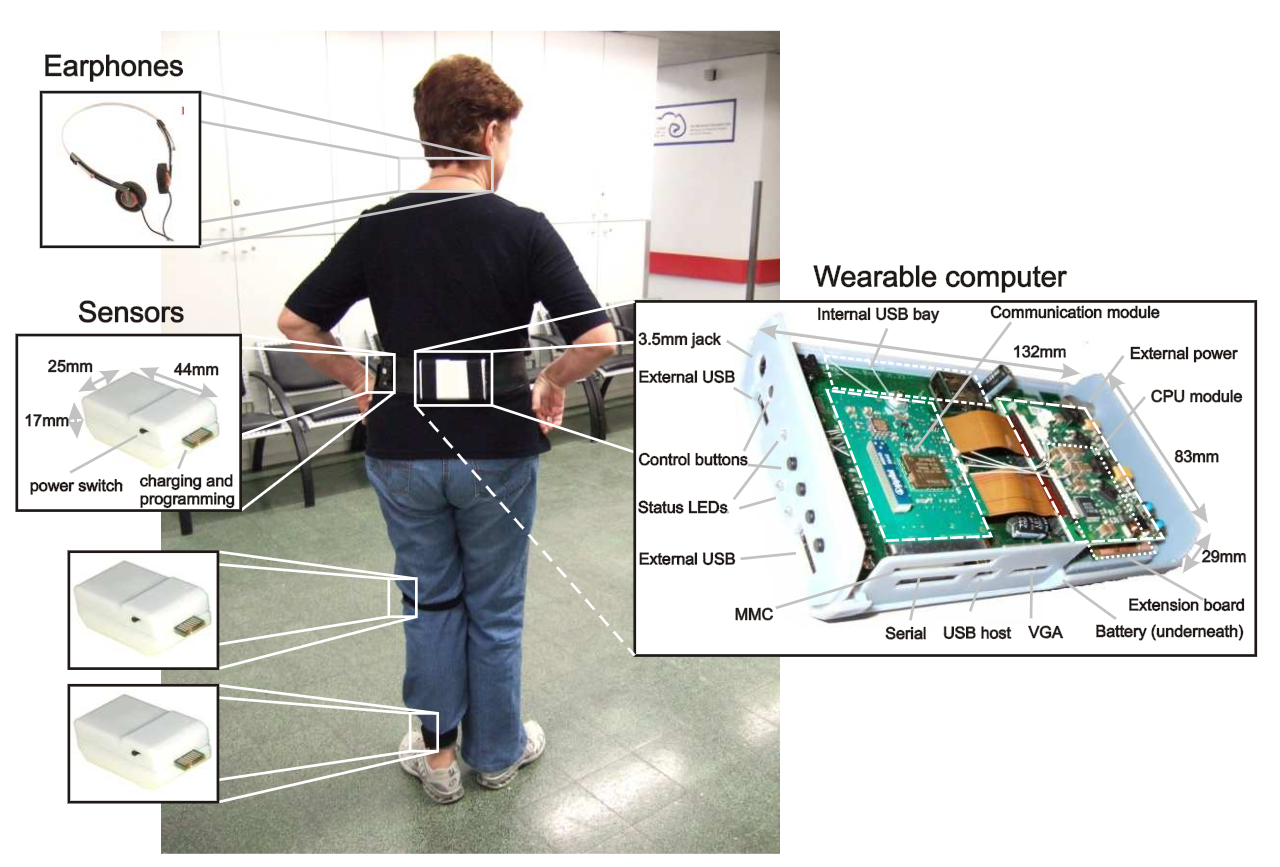 Earphones
Sensors
25mm
44mm
17mm
power switch
charging and
programming
Wearable computer
3.5mm jack
External USB
Control buttons
Status LEDs
External USB
MMC
Serial
USB host
VGA
Battery (underneath)
Extension board
29mm
83mm
CPU module
External power
132mm
Communication module
Internal USB bay